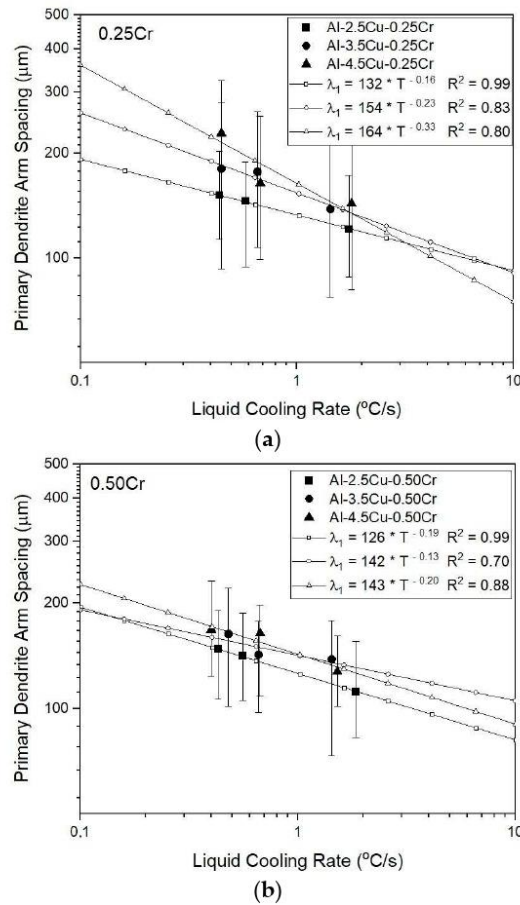 0.25Cr
Al-2.5Cu-0.25Cr
Al-3.5Cu-0.25Cr
Al-4.5Cu-0.25Cr
λ₁ = 132 * T ⁻⁰·¹⁶ R² = 0.99
λ₁ = 154 * T ⁻⁰·²³ R² = 0.83
λ₁ = 164 * T ⁻⁰·³³ R² = 0.80
Primary Dendrite Arm Spacing (μm)
500
400
300
200
100
0.1
1
10
Liquid Cooling Rate (ºC/s)
(a)
0.50Cr
Al-2.5Cu-0.50Cr
Al-3.5Cu-0.50Cr
Al-4.5Cu-0.50Cr
λ₁ = 126 * T ⁻⁰·¹⁹ R² = 0.99
λ₁ = 142 * T ⁻⁰·¹³ R² = 0.70
λ₁ = 143 * T ⁻⁰·²⁰ R² = 0.88
Primary Dendrite Arm Spacing (μm)
500
400
300
200
100
0.1
1
10
Liquid Cooling Rate (ºC/s)
(b)